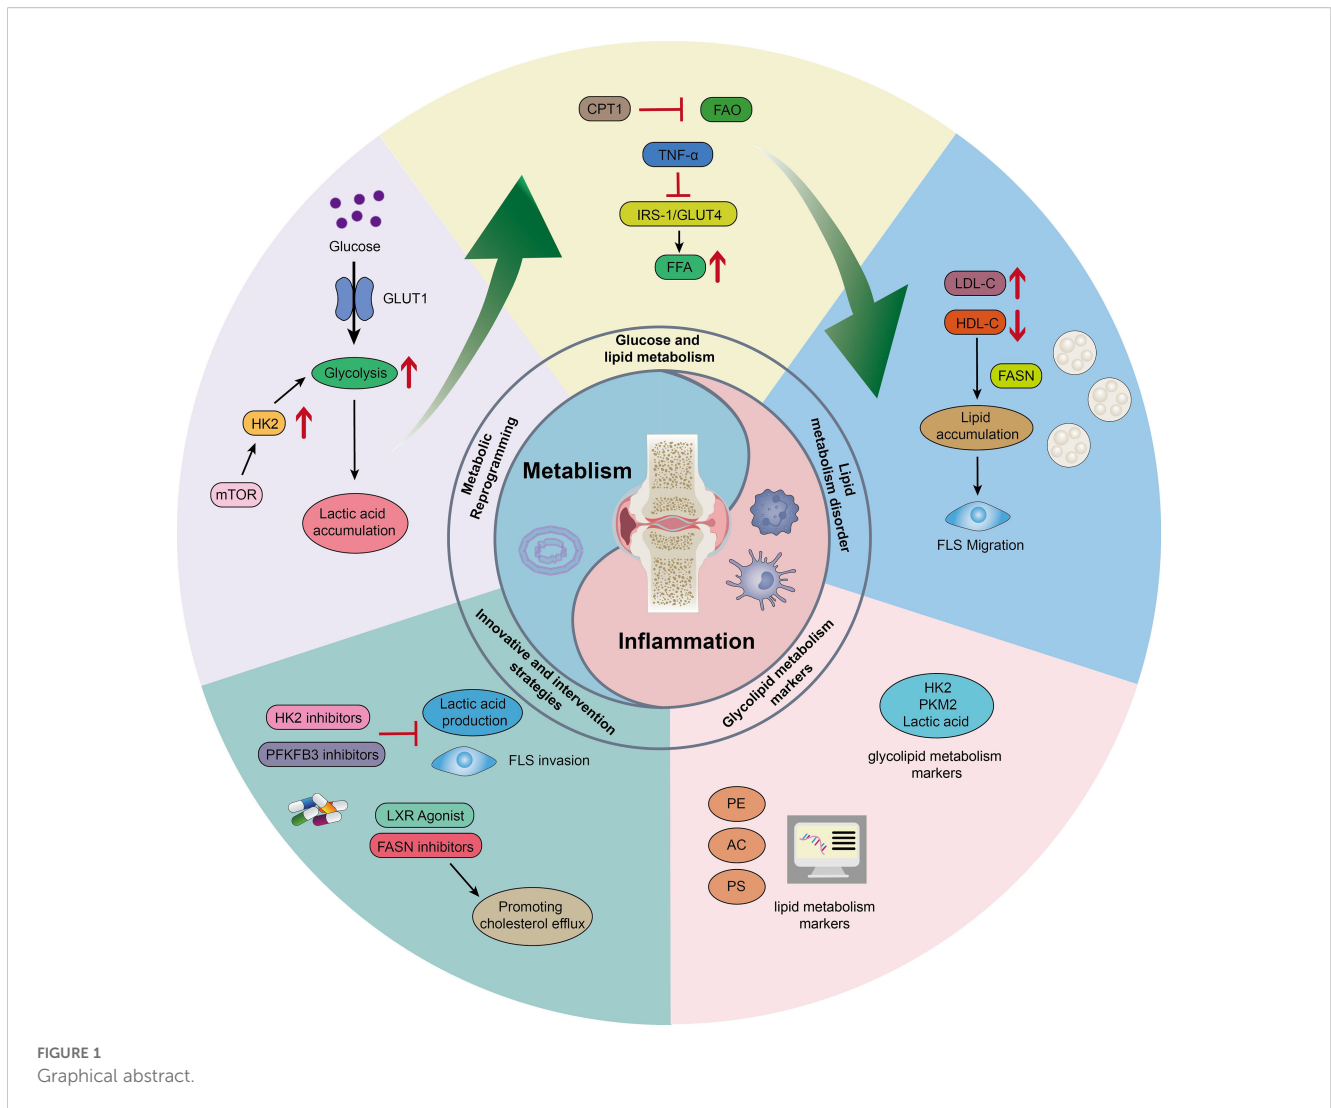 CPT1
FAO
TNF-α
IRS-1/GLUT4
FFA
Glucose
GLUT1
Glycolysis
HK2
mTOR
Lactic acid
accumulation
LDL-C
HDL-C
FASN
Lipid
accumulation
FLS Migration
Glucose and
lipid metabolism
Metabolic
Reprogramming
Lipid
metabolism disorder
Innovative and intervention
strategies
Glycolipid metabolism
markers
Metablism
Inflammation
HK2 inhibitors
PFKFB3 inhibitors
Lactic acid
production
FLS invasion
LXR Agonist
FASN inhibitors
Promoting
cholesterol efflux
HK2
PKM2
Lactic acid
glycolipid metabolism
markers
PE
AC
PS
lipid metabolism
markers
FIGURE 1
Graphical abstract.